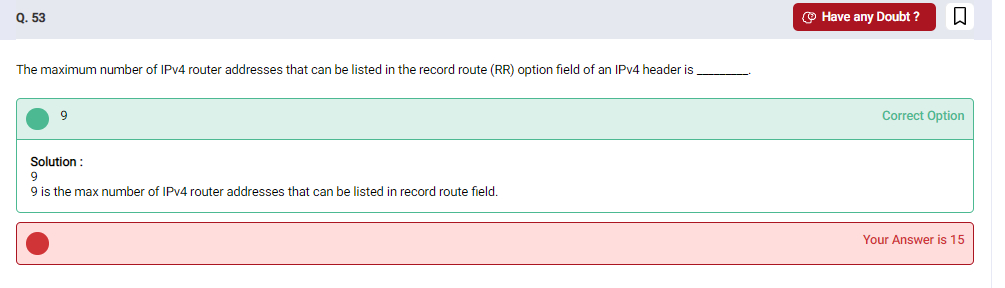 Q. 53
Have any Doubt ?
The maximum number of IPv4 router addresses that can be listed in the record route (RR) option field of an IPv4 header is _________.
9
Correct Option
Solution :
9
9 is the max number of IPv4 router addresses that can be listed in record route field.
Your Answer is 15